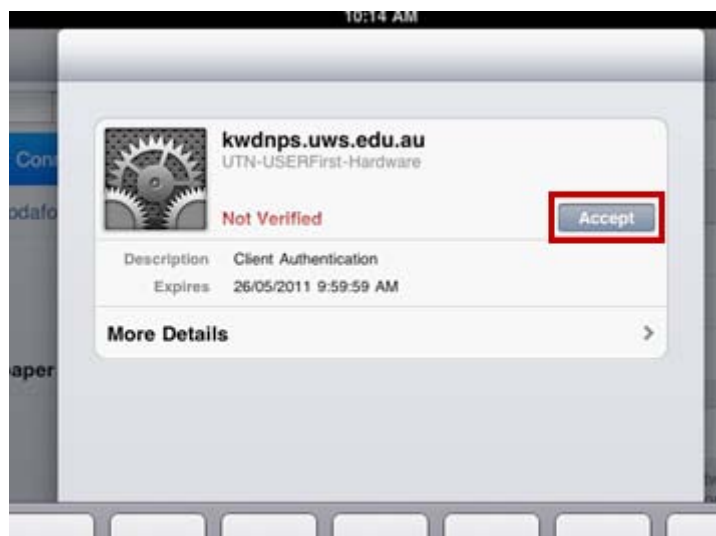 10:14 AM
kwdnps.uws.edu.au
UTN-USERFirst-Hardware
Not Verified
Accept
Description Client Authentication
Expires 26/05/2011 9:59:59 AM
More Details